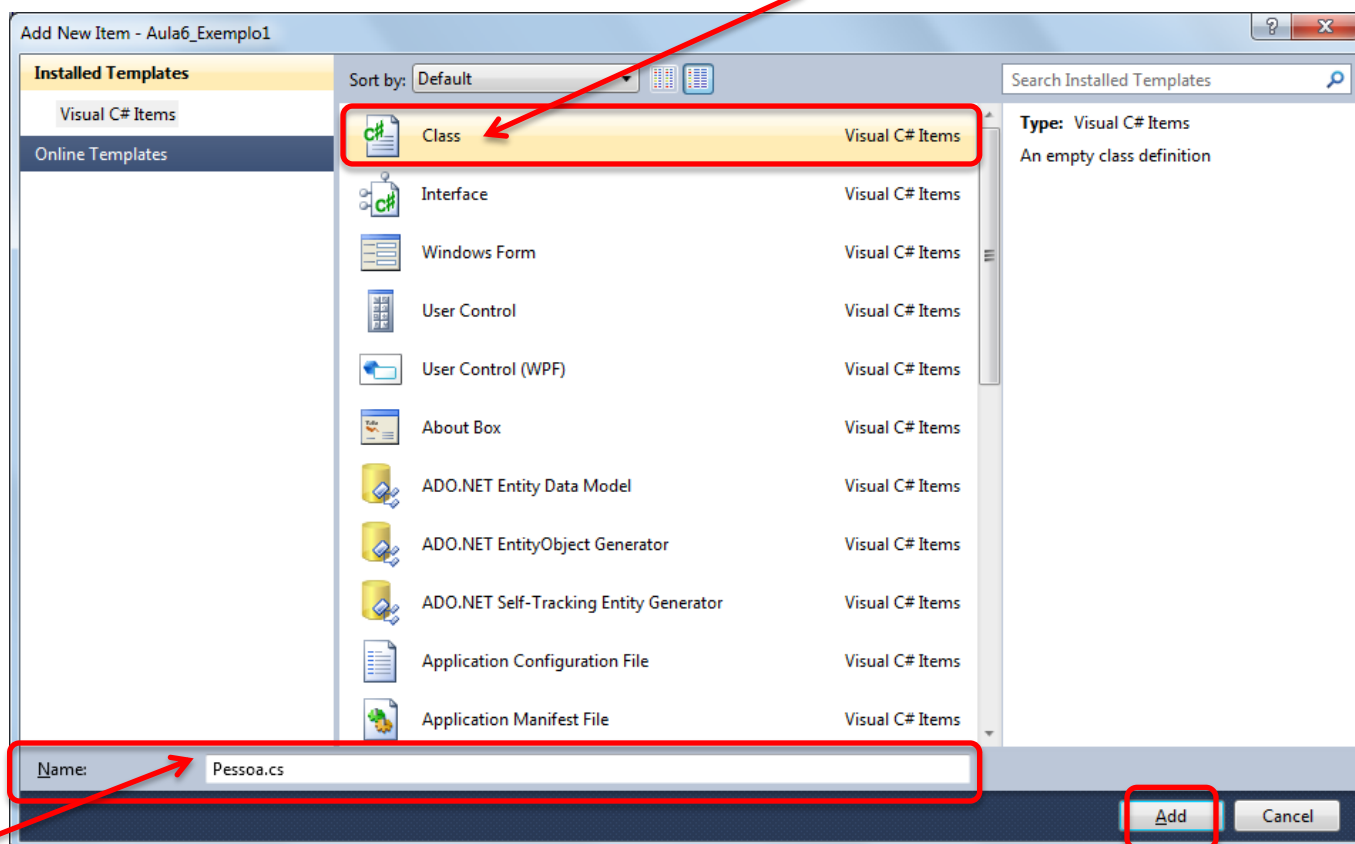 Add New Item - Aula6_Exemplo1
Installed Templates
Visual C# Items
Online Templates
Sort by: Default
Search Installed Templates
Class Visual C# Items
Interface Visual C# Items
Windows Form Visual C# Items
User Control Visual C# Items
User Control (WPF) Visual C# Items
About Box Visual C# Items
ADO.NET Entity Data Model Visual C# Items
ADO.NET EntityObject Generator Visual C# Items
ADO.NET Self-Tracking Entity Generator Visual C# Items
Application Configuration File Visual C# Items
Application Manifest File Visual C# Items
Type: Visual C# Items
An empty class definition
Name: Pessoa.cs
Add Cancel